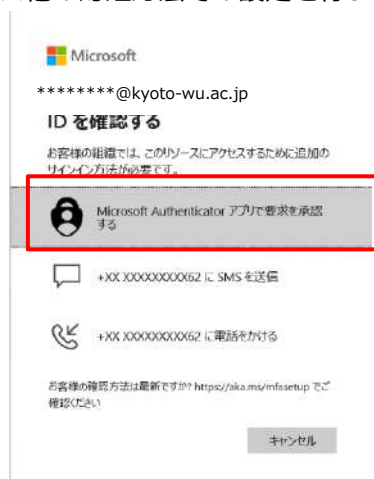 Microsoft
********@kyoto-wu.ac.jp
ID を確認する
お客様の組織では、このリソースにアクセスするために追加の
サインイン方法が必要です。
Microsoft Authenticator アプリで要求を承認
する
+XX XXXXXXXXX62 に SMS を送信
+XX XXXXXXXXX62 に電話をかける
お客様の確認方法は最新ですか? https://aka.ms/mfasetup でご
確認ください
キャンセル